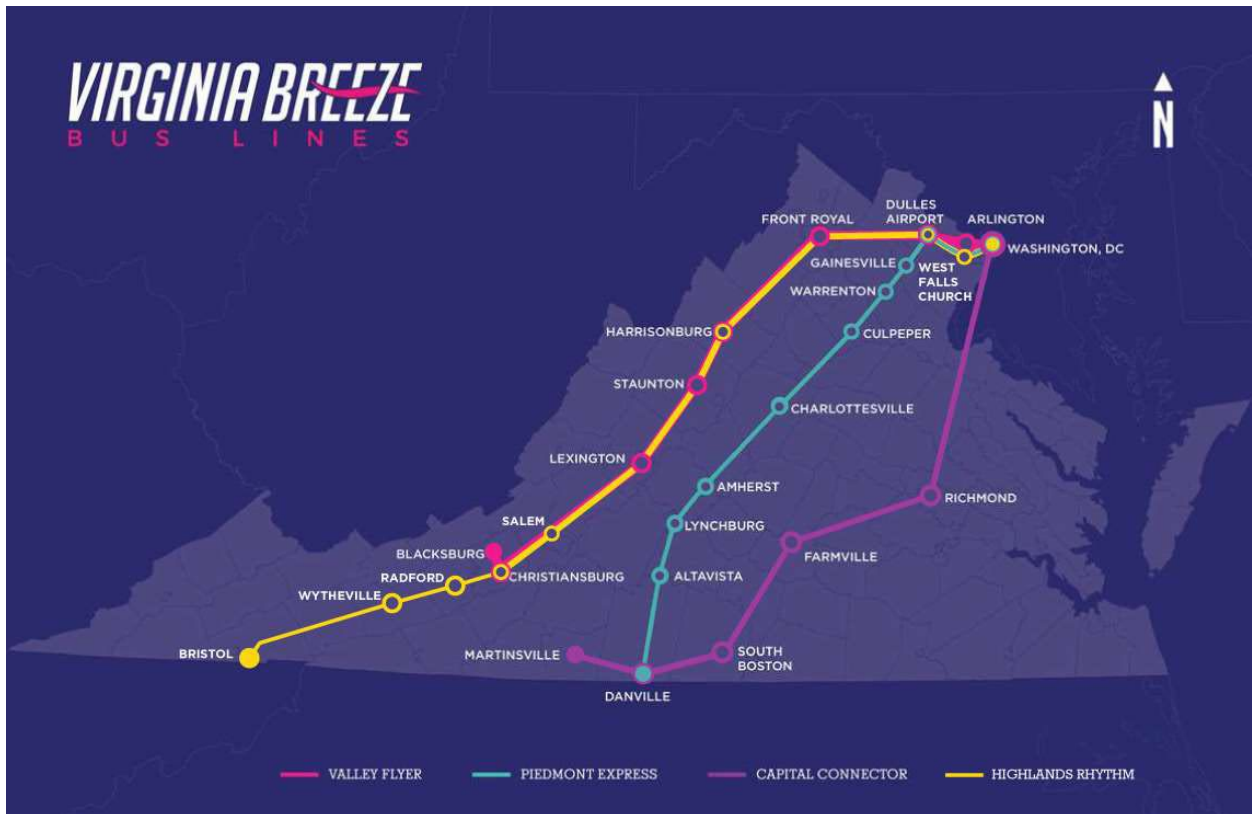 VIRGINIA BREEZE
BUS LINES
N
DULLES
AIRPORT
ARLINGTON
FRONT ROYAL
WASHINGTON, DC
GAINESVILLE
WEST
FALLS
CHURCH
WARRENTON
HARRISONBURG
CULPEPER
STAUNTON
CHARLOTTESVILLE
LEXINGTON
AMHERST
RICHMOND
SALEM
LYNCHBURG
BLACKSBURG
FARMVILLE
RADFORD
CHRISTIANSBURG
ALTAVISTA
WYTHEVILLE
BRISTOL
MARTINSVILLE
SOUTH
BOSTON
DANVILLE
VALLEY FLYER
PIEDMONT EXPRESS
CAPITAL CONNECTOR
HIGHLANDS RHYTHM